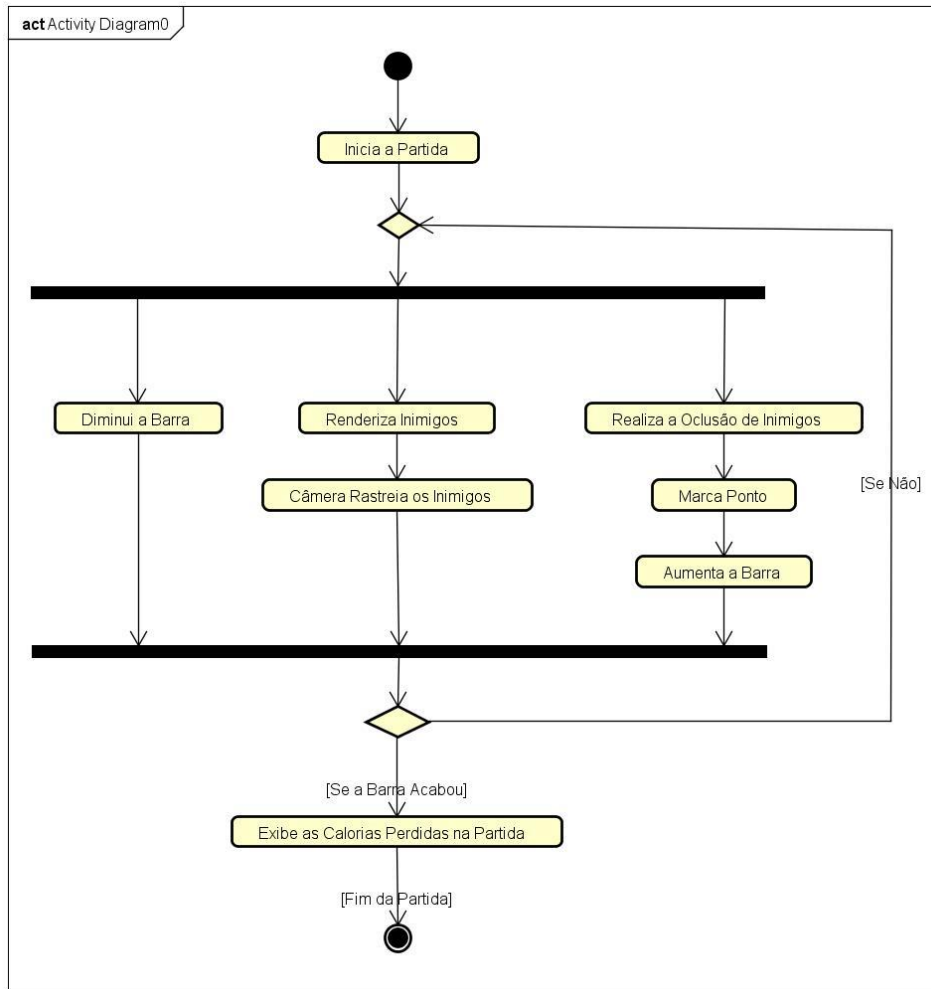 act Activity Diagram0
Inicia a Partida
Diminui a Barra
Renderiza Inimigos
Realiza a Oclusão de Inimigos
Câmera Rastreia os Inimigos
Marca Ponto
[Se Não]
Aumenta a Barra
[Se a Barra Acabou]
Exibe as Calorias Perdidas na Partida
[Fim da Partida]